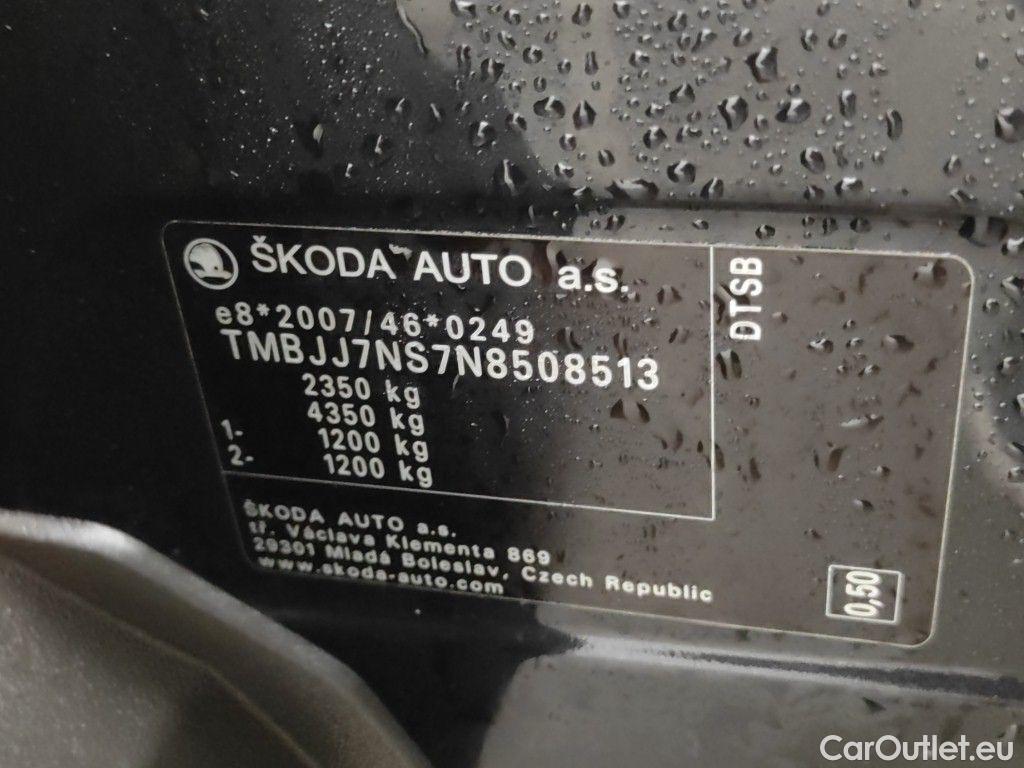 ŠKODA AUTO a.s.
e8*2007/46*0249
TMBJJ7NS7N8508513
2350 kg
4350 kg
1- 1200 kg
2- 1200 kg
DTSB
ŠKODA AUTO a.s.
tř. Václava Klementa 869
29301 Mladá Boleslav, Czech Republic
www.skoda-auto.com
0,50
CarOutlet.eu